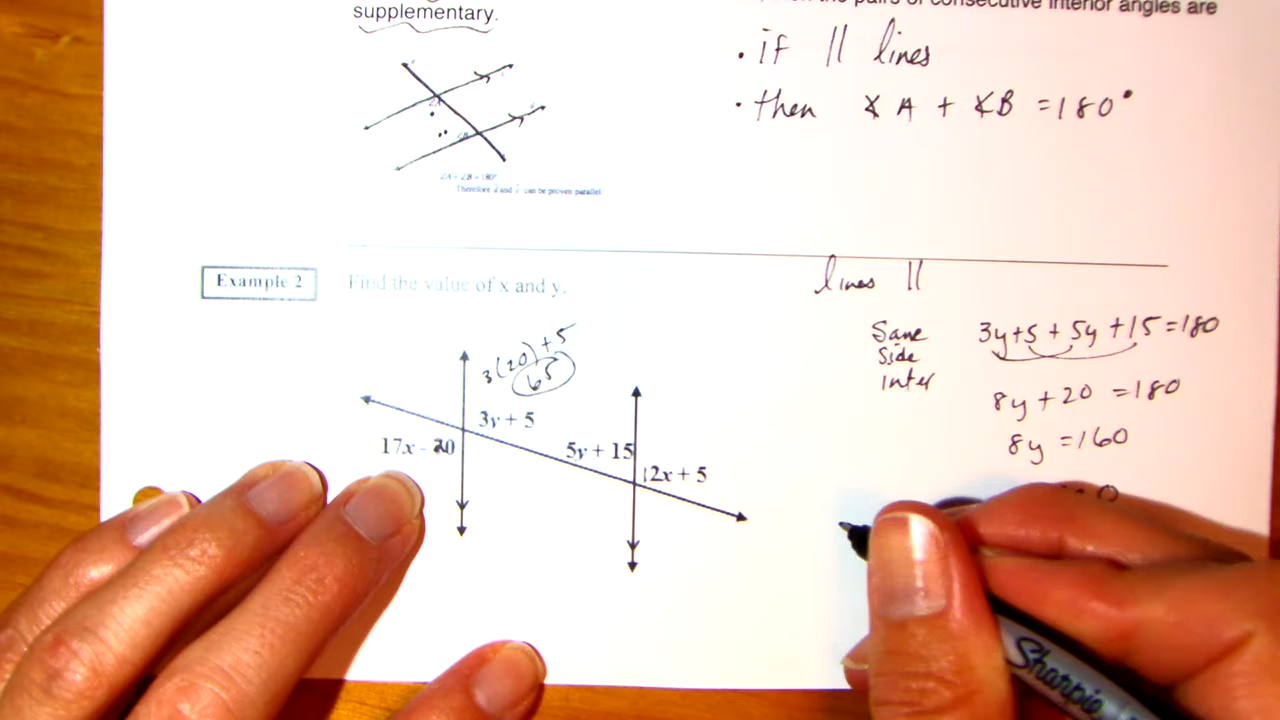 supplementary.
the pairs of consecutive interior angles are
• if || lines
• then ∡ A + ∡B = 180°
∠A + ∠B = 180°
Therefore and can be proven parallel
Example 2
Find the value of x and y.
lines ||
3(20) + 5
65
Same
Side
Inter
3y+5 + 5y +15 = 180
8y + 20 = 180
8y = 160
3y + 5
17x - 20
5y + 15
12x + 5
Sharpie